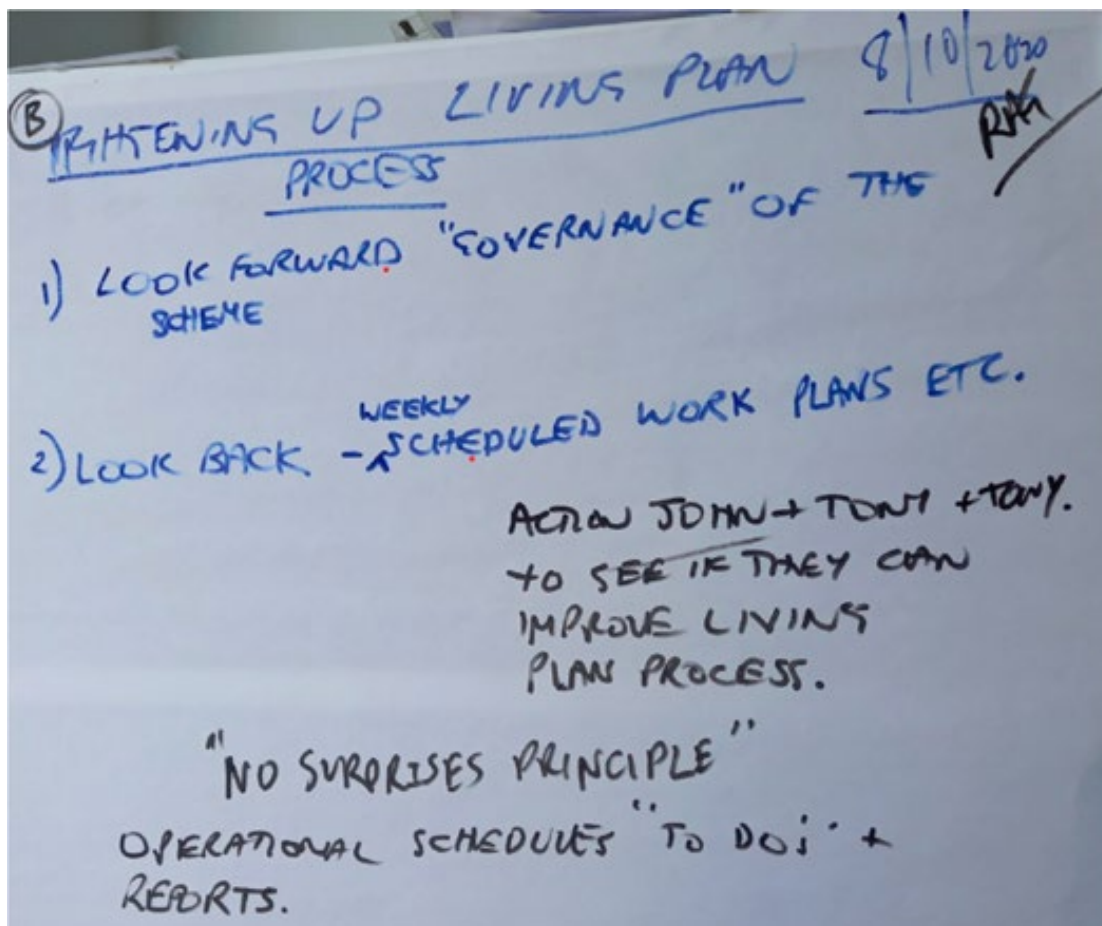 B
TIGHTENING UP LIVING PLAN 8/10/2020
PROCESS
1) LOOK FORWARD "GOVERNANCE" OF THE
SCHEME
WEEKLY
2) LOOK BACK - SCHEDULED WORK PLANS ETC.
ACTION JOHN + TONY + TONY.
TO SEE IF THEY CAN
IMPROVE LIVING
PLAN PROCESS.
"NO SURPRISES PRINCIPLE"
OPERATIONAL SCHEDULES "TO DO" +
REPORTS.